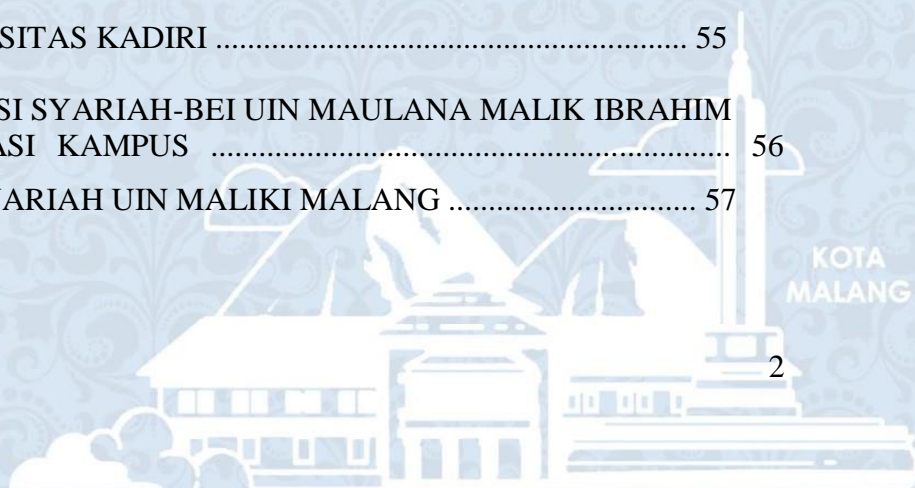 SITAS KADIRI ............................................................ 55
SI SYARIAH-BEI UIN MAULANA MALIK IBRAHIM
ASI KAMPUS .................................................................. 56
ARIAH UIN MALIKI MALANG ............................... 57
KOTA
MALANG
2